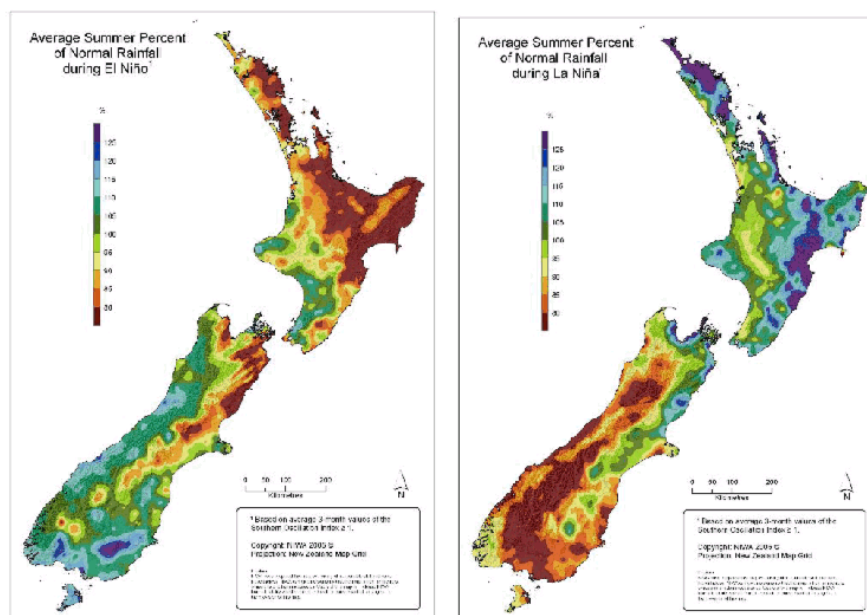 Average Summer Percent
of Normal Rainfall
during El Niño¹
%
125
120
115
110
105
100
95
90
85
80
0 50 100 200
Kilometres
N
¹ Based on average 3-month values of the
Southern Oscillation Index ≥ 1.
Copyright: NIWA 2005 ©
Projection: New Zealand Map Grid
Average Summer Percent
of Normal Rainfall
during La Niña¹
%
125
120
115
110
105
100
95
90
85
80
0 50 100 200
Kilometres
N
¹ Based on average 3-month values of the
Southern Oscillation Index ≥ 1.
Copyright: NIWA 2005 ©
Projection: New Zealand Map Grid